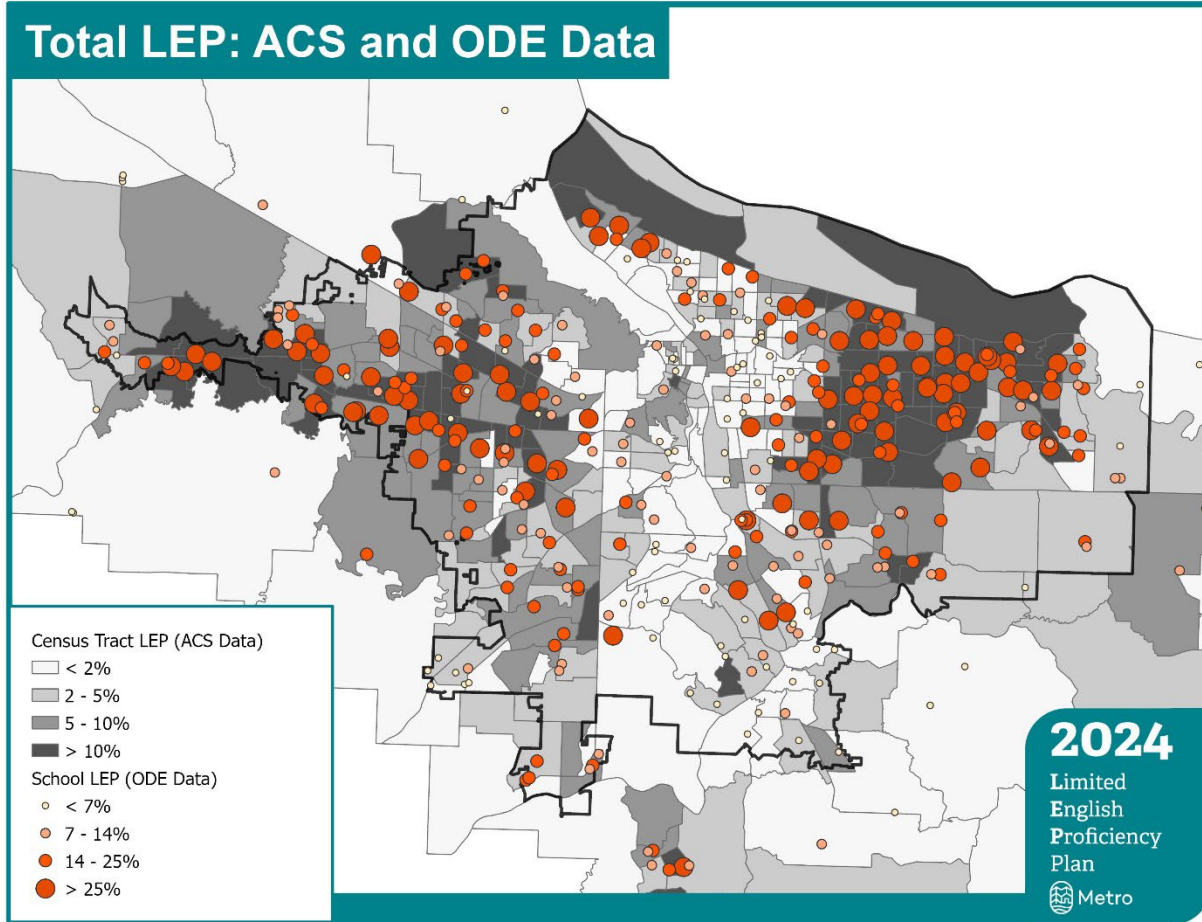 Total LEP: ACS and ODE Data
Census Tract LEP (ACS Data)
< 2%
2 - 5%
5 - 10%
> 10%
School LEP (ODE Data)
< 7%
7 - 14%
14 - 25%
> 25%
2024
Limited
English
Proficiency
Plan
Metro